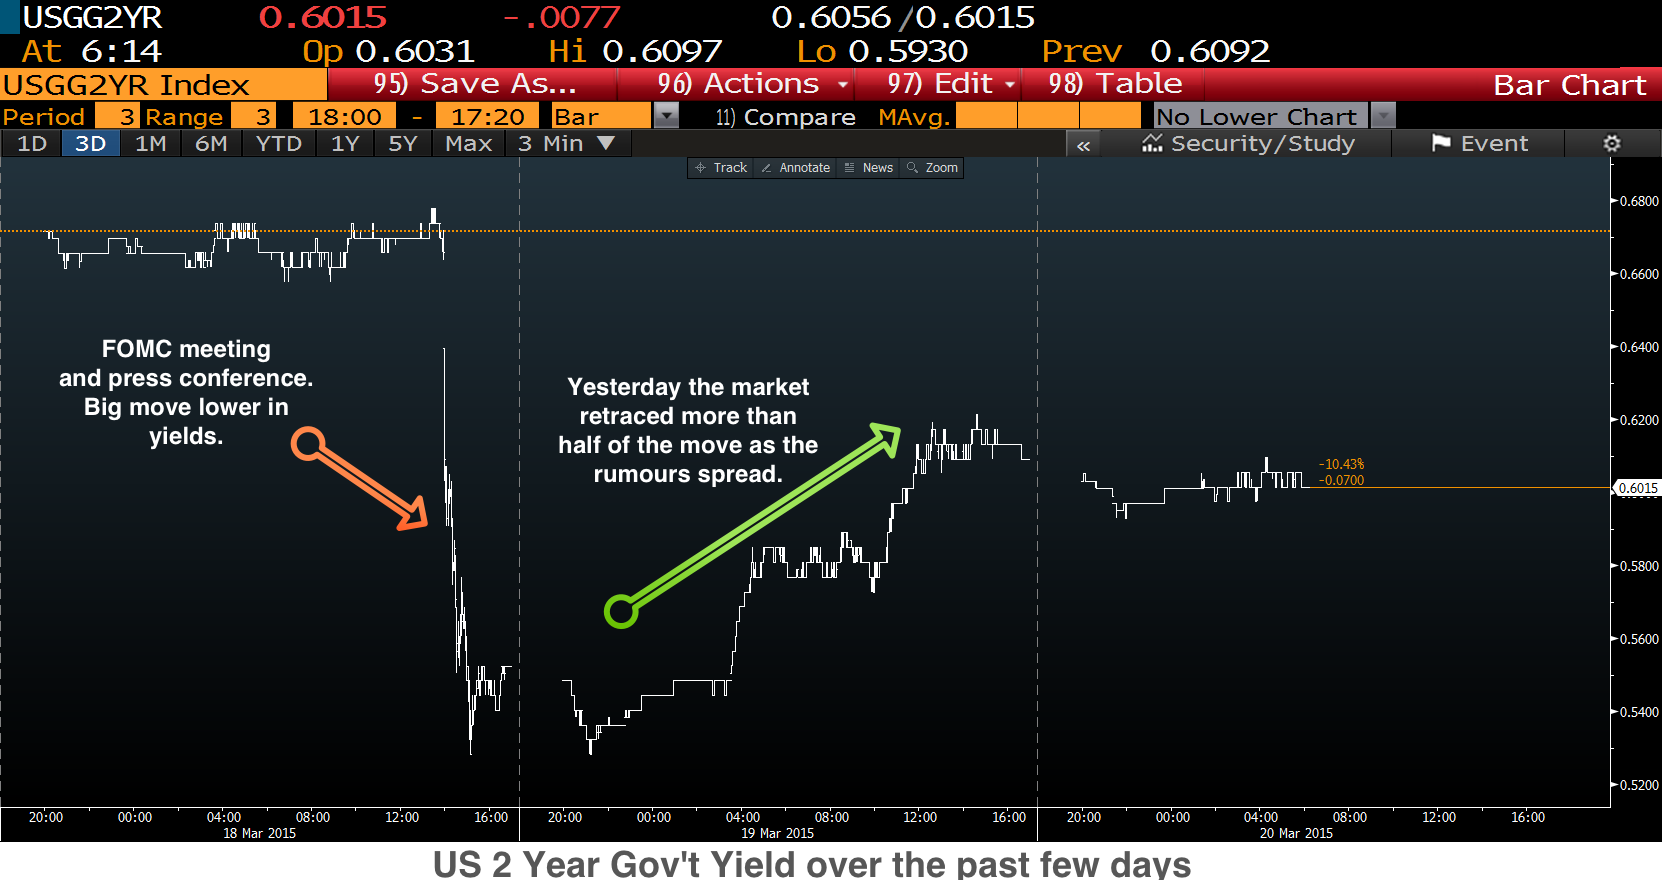 USGG2YR 0.6015 -.0077 0.6056/0.6015
At 6:14 Op 0.6031 Hi 0.6097 Lo 0.5930 Prev 0.6092
USGG2YR Index 95) Save As... 96) Actions 97) Edit 98) Table Bar Chart
Period 3 Range 3 18:00 - 17:20 Bar 11) Compare MAvg. No Lower Chart
1D 3D 1M 6M YTD 1Y 5Y Max 3 Min ▼ « Security/Study Event
Track Annotate News Zoom
0.6800
0.6600
0.6400
0.6200
0.6015
0.5800
0.5600
0.5400
0.5200
FOMC meeting
and press conference.
Big move lower in
yields.
Yesterday the market
retraced more than
half of the move as the
rumours spread.
-10.43%
-0.0700
20:00 00:00 04:00 08:00 12:00 16:00 20:00 00:00 04:00 08:00 12:00 16:00 20:00 00:00 04:00 08:00 12:00 16:00
18 Mar 2015 19 Mar 2015 20 Mar 2015
US 2 Year Gov't Yield over the past few days